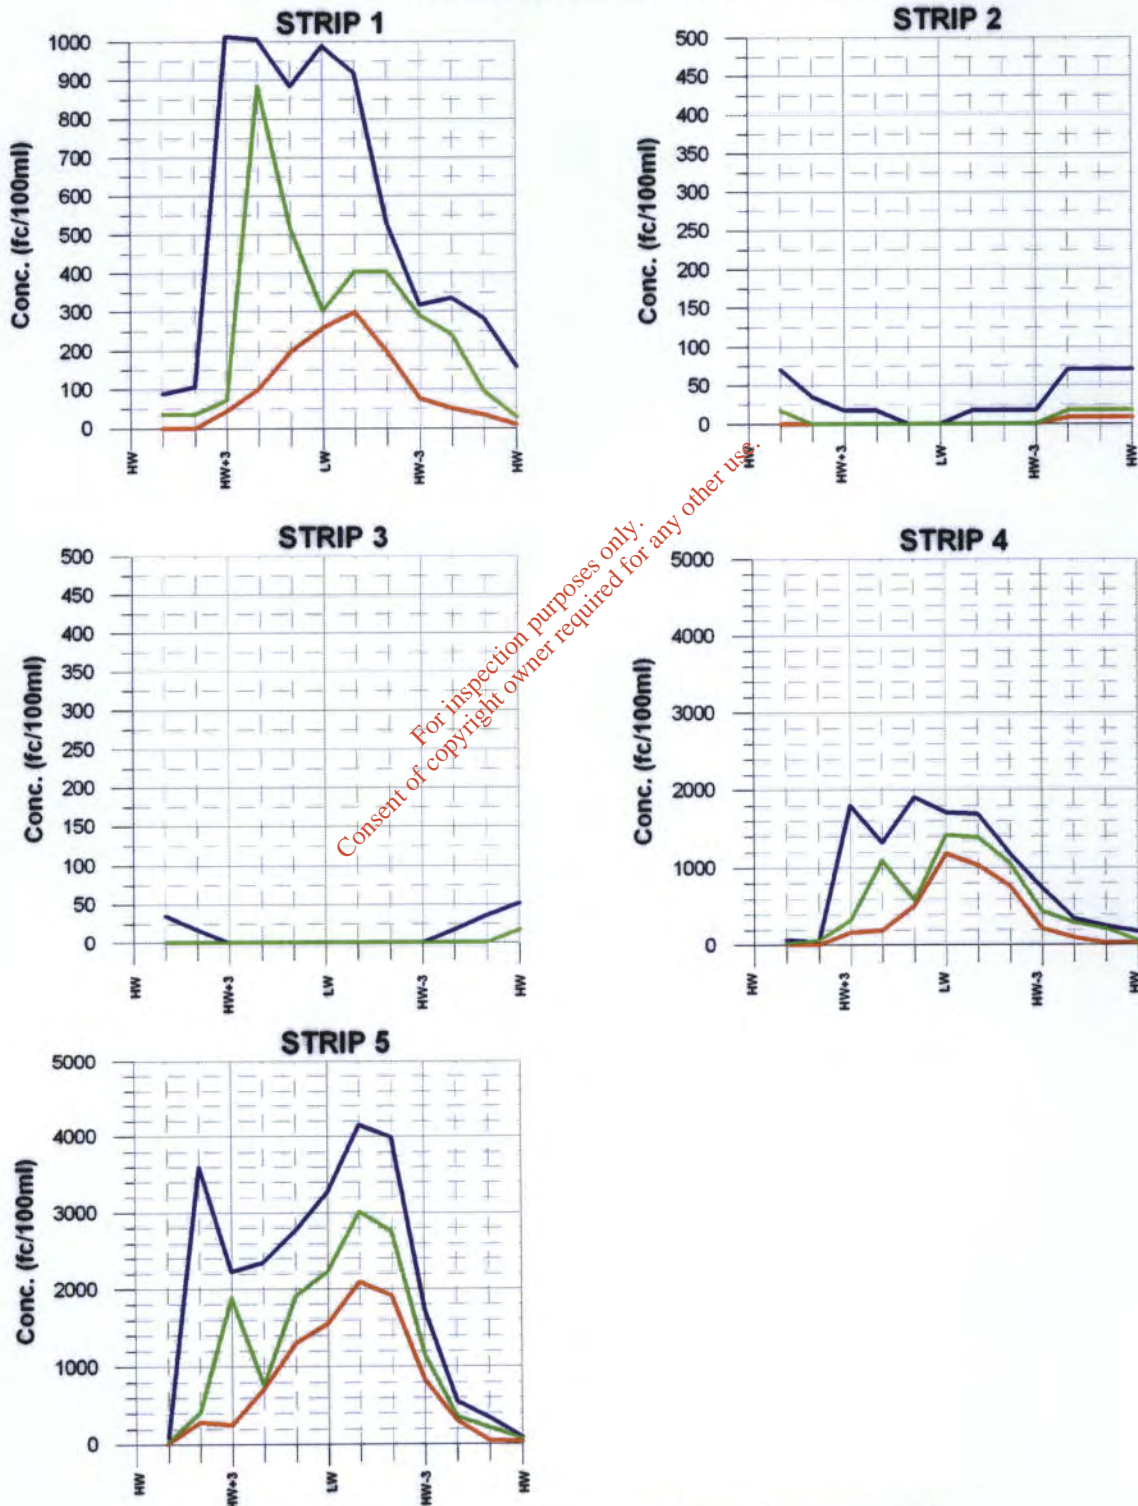 STRIP 1
Conc. (fc/100ml)
1000
900
800
700
600
500
400
300
200
100
0
HW
HW+3
LW
HW-3
HW
STRIP 2
Conc. (fc/100ml)
500
450
400
350
300
250
200
150
100
50
0
HW
HW+3
LW
HW-3
HW
For inspection purposes only.
Consent of copyright owner required for any other use.
STRIP 3
Conc. (fc/100ml)
500
450
400
350
300
250
200
150
100
50
0
HW
HW+3
LW
HW-3
HW
STRIP 4
Conc. (fc/100ml)
5000
4000
3000
2000
1000
0
HW
HW+3
LW
HW-3
HW
STRIP 5
Conc. (fc/100ml)
5000
4000
3000
2000
1000
0
HW
HW+3
LW
HW-3
HW